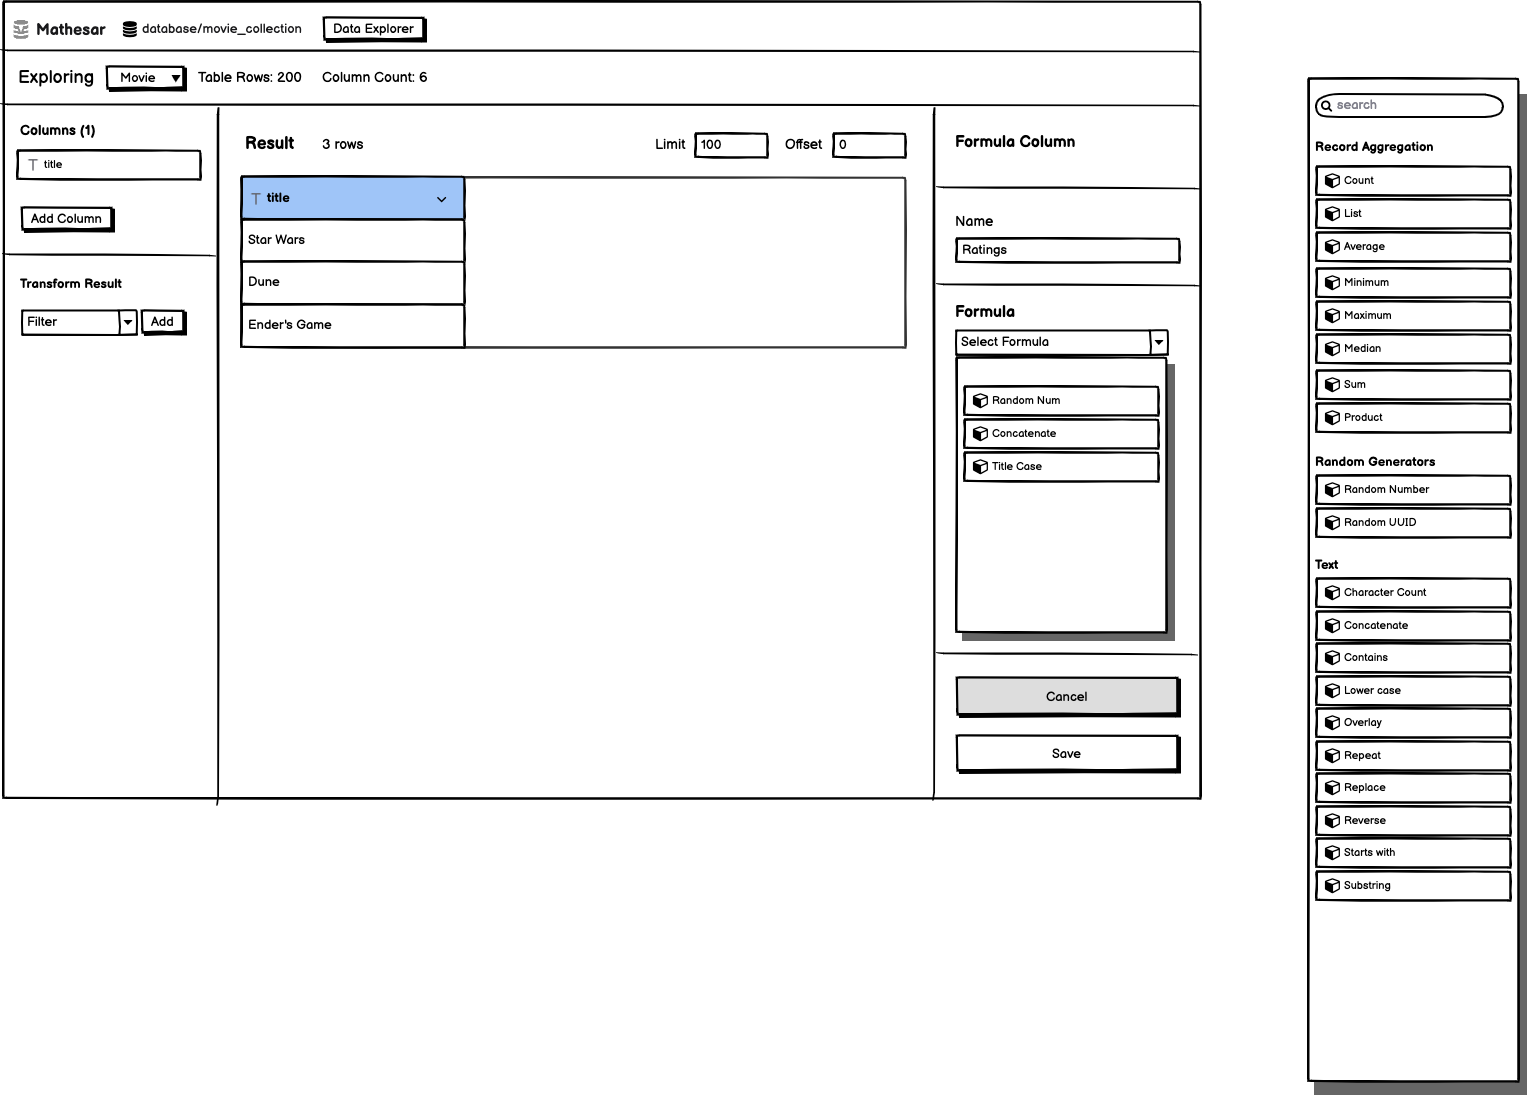 Mathesar database/movie_collection Data Explorer
Exploring Movie Table Rows: 200 Column Count: 6
Columns (1)
title
Add Column
Transform Result
Filter Add
Result 3 rows Limit 100 Offset 0
title
Star Wars
Dune
Ender's Game
Formula Column
Name
Ratings
Formula
Select Formula
Random Num
Concatenate
Title Case
Cancel
Save
search
Record Aggregation
Count
List
Average
Minimum
Maximum
Median
Sum
Product
Random Generators
Random Number
Random UUID
Text
Character Count
Concatenate
Contains
Lower case
Overlay
Repeat
Replace
Reverse
Starts with
Substring